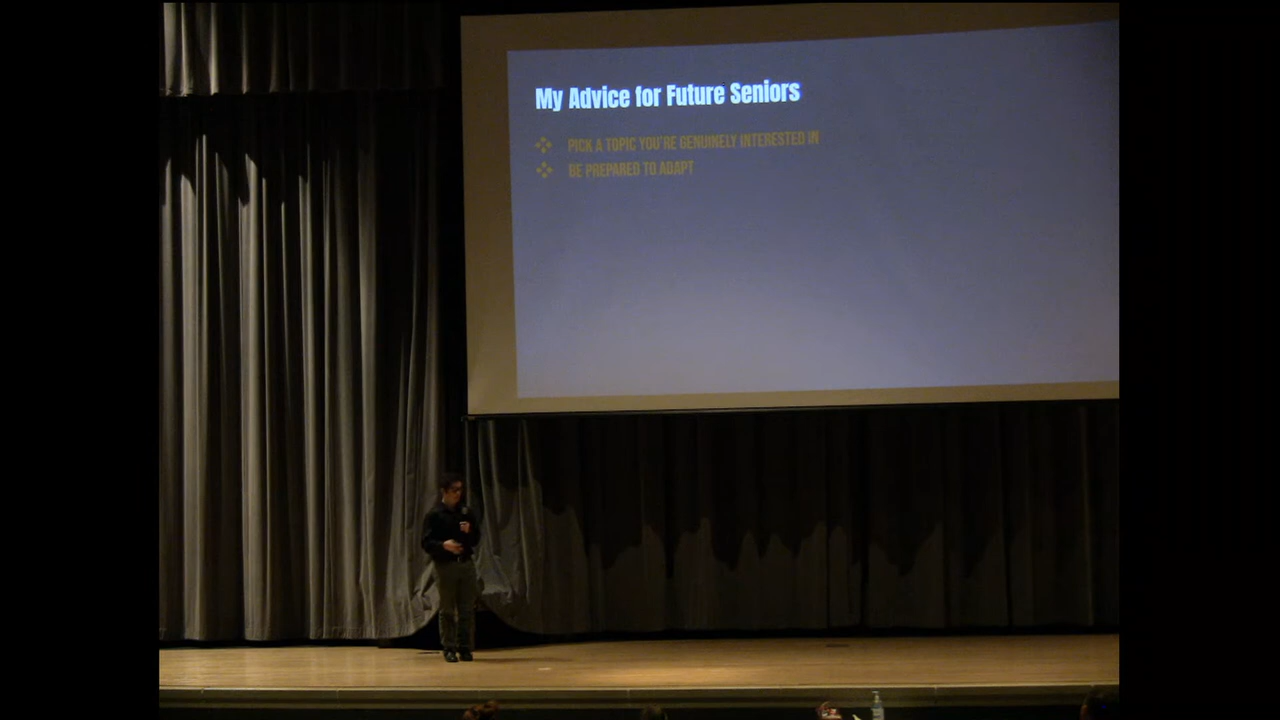 My Advice for Future Seniors
PICK A TOPIC YOU'RE GENUINELY INTERESTED IN
BE PREPARED TO ADAPT